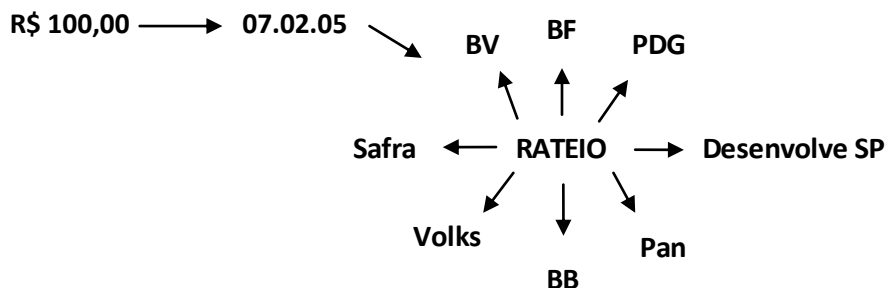 R$ 100,00 07.02.05
BV BF PDG
Safra RATEIO Desenvolve SP
Volks Pan
BB